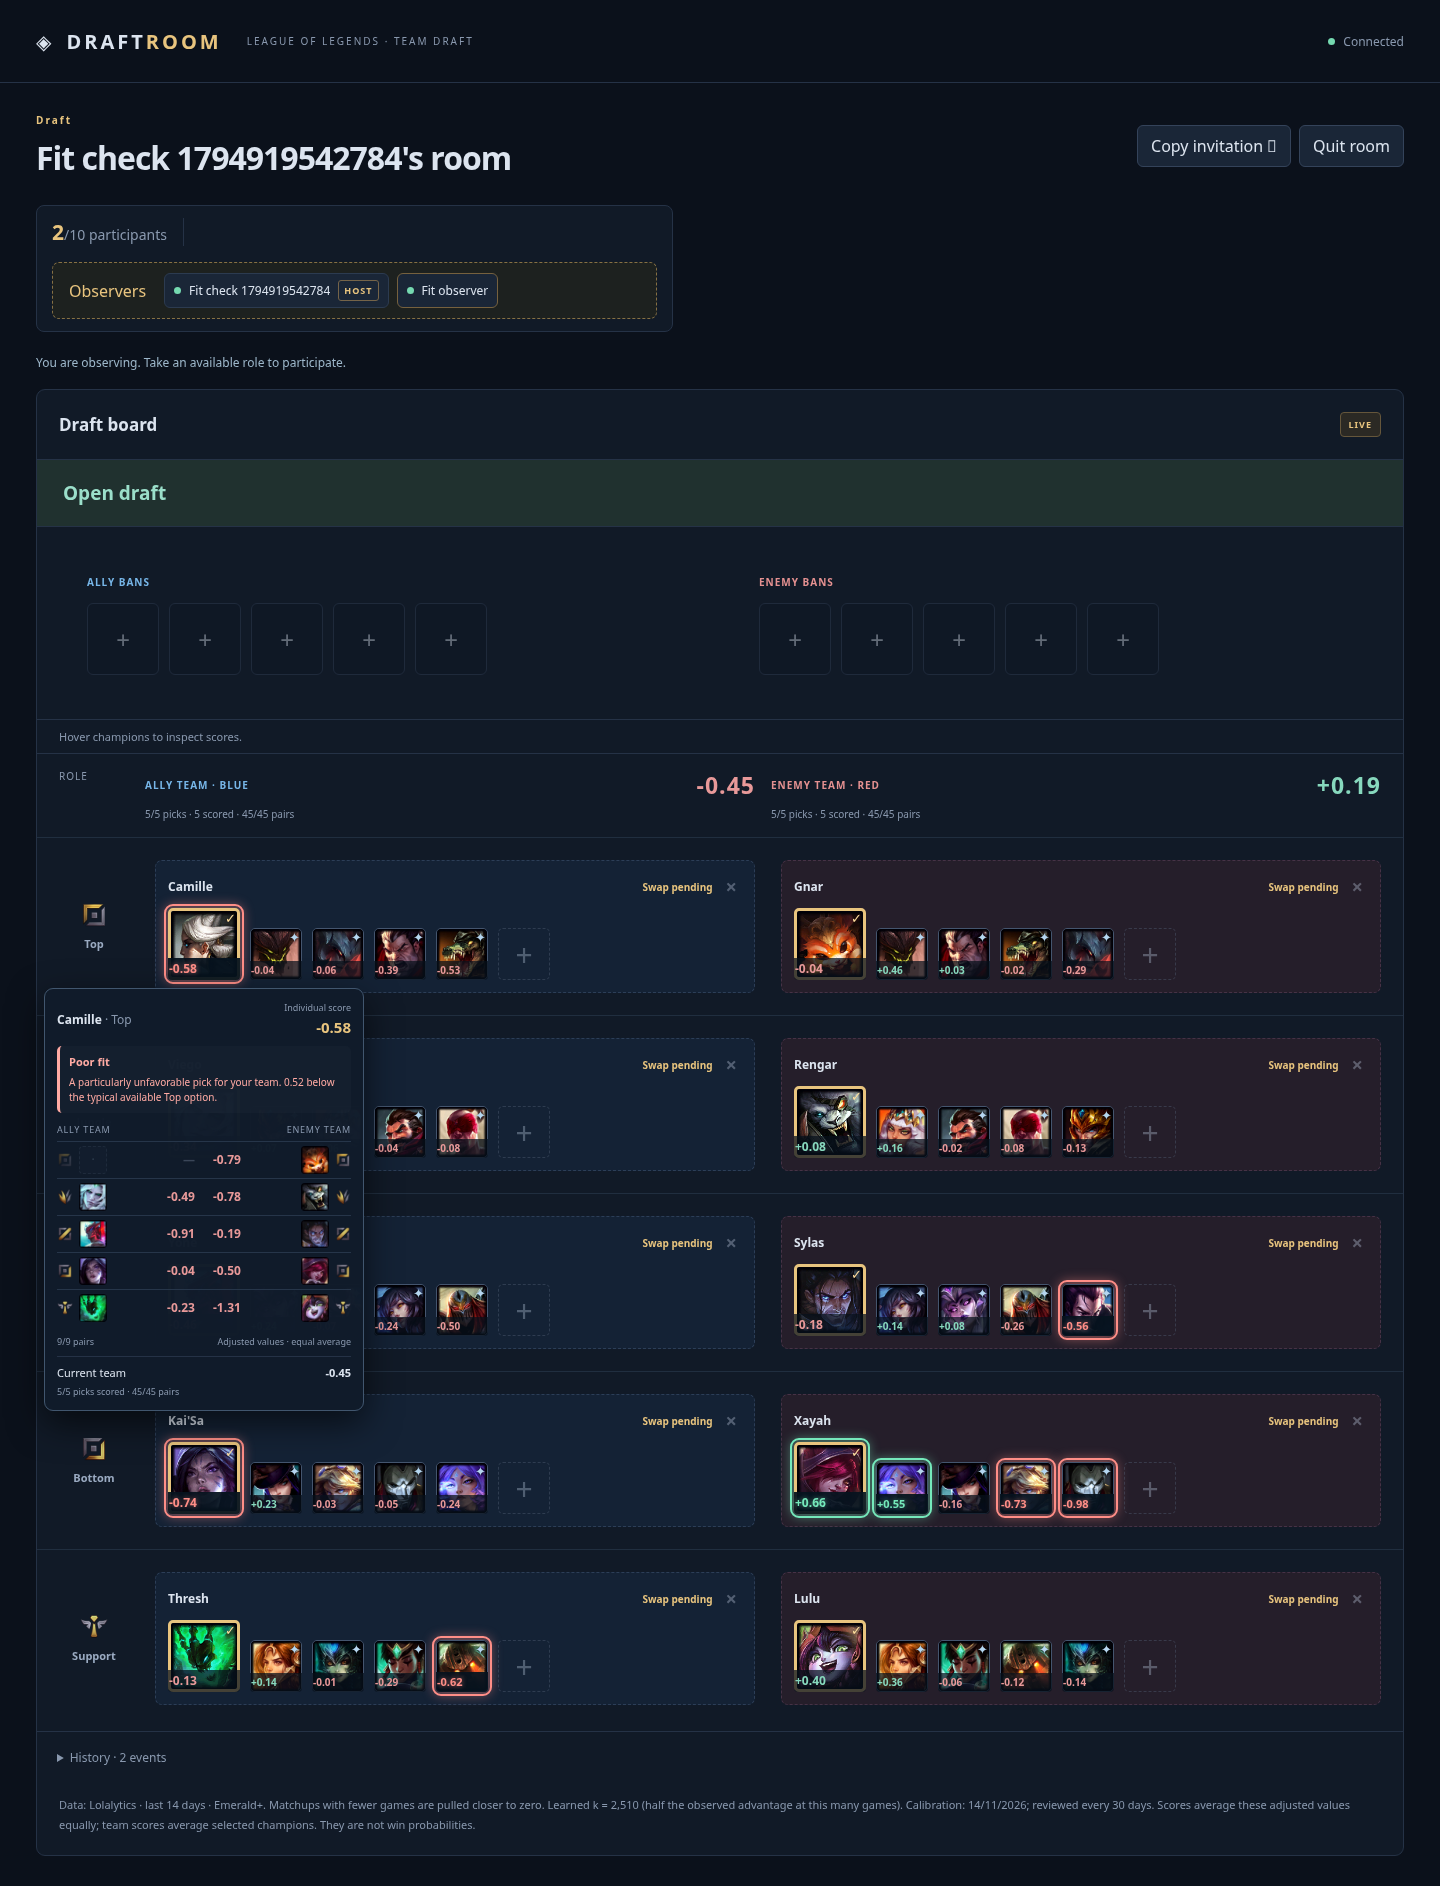 ◈ DRAFTROOM LEAGUE OF LEGENDS · TEAM DRAFT
Connected
Draft
Fit check 1794919542784's room
Copy invitation
Quit room
2/10 participants
Observers
Fit check 1794919542784 HOST
Fit observer
You are observing. Take an available role to participate.
Draft board
LIVE
Open draft
ALLY BANS
+ + + + +
ENEMY BANS
+ + + + +
Hover champions to inspect scores.
ROLE
ALLY TEAM · BLUE -0.45
5/5 picks · 5 scored · 45/45 pairs
ENEMY TEAM · RED +0.19
5/5 picks · 5 scored · 45/45 pairs
Top
Camille Swap pending ×
-0.58 -0.04 -0.06 -0.39 -0.53 +
Gnar Swap pending ×
-0.04 +0.46 +0.03 -0.02 -0.29 +
Camille · Top
Individual score
-0.58
Poor fit
A particularly unfavorable pick for your team. 0.52 below
the typical available Top option.
ALLY TEAM ENEMY TEAM
— -0.79
-0.49 -0.78
-0.91 -0.19
-0.04 -0.50
-0.23 -1.31
9/9 pairs Adjusted values · equal average
Current team -0.45
5/5 picks scored · 45/45 pairs
Swap pending ×
-0.04 -0.08 +
Rengar Swap pending ×
+0.08 +0.16 -0.02 -0.08 -0.13 +
Swap pending ×
-0.24 -0.50 +
Sylas Swap pending ×
-0.18 +0.14 +0.08 -0.26 -0.56 +
Bottom
Kai'Sa Swap pending ×
-0.74 +0.23 -0.03 -0.05 -0.24 +
Xayah Swap pending ×
+0.66 +0.55 -0.16 -0.73 -0.98 +
Support
Thresh Swap pending ×
-0.13 +0.14 -0.01 -0.29 -0.62 +
Lulu Swap pending ×
+0.40 +0.36 -0.06 -0.12 -0.14 +
▶ History · 2 events
Data: Lolalytics · last 14 days · Emerald+. Matchups with fewer games are pulled closer to zero. Learned k = 2,510 (half the observed advantage at this many games). Calibration: 14/11/2026; reviewed every 30 days. Scores average these adjusted values
equally; team scores average selected champions. They are not win probabilities.